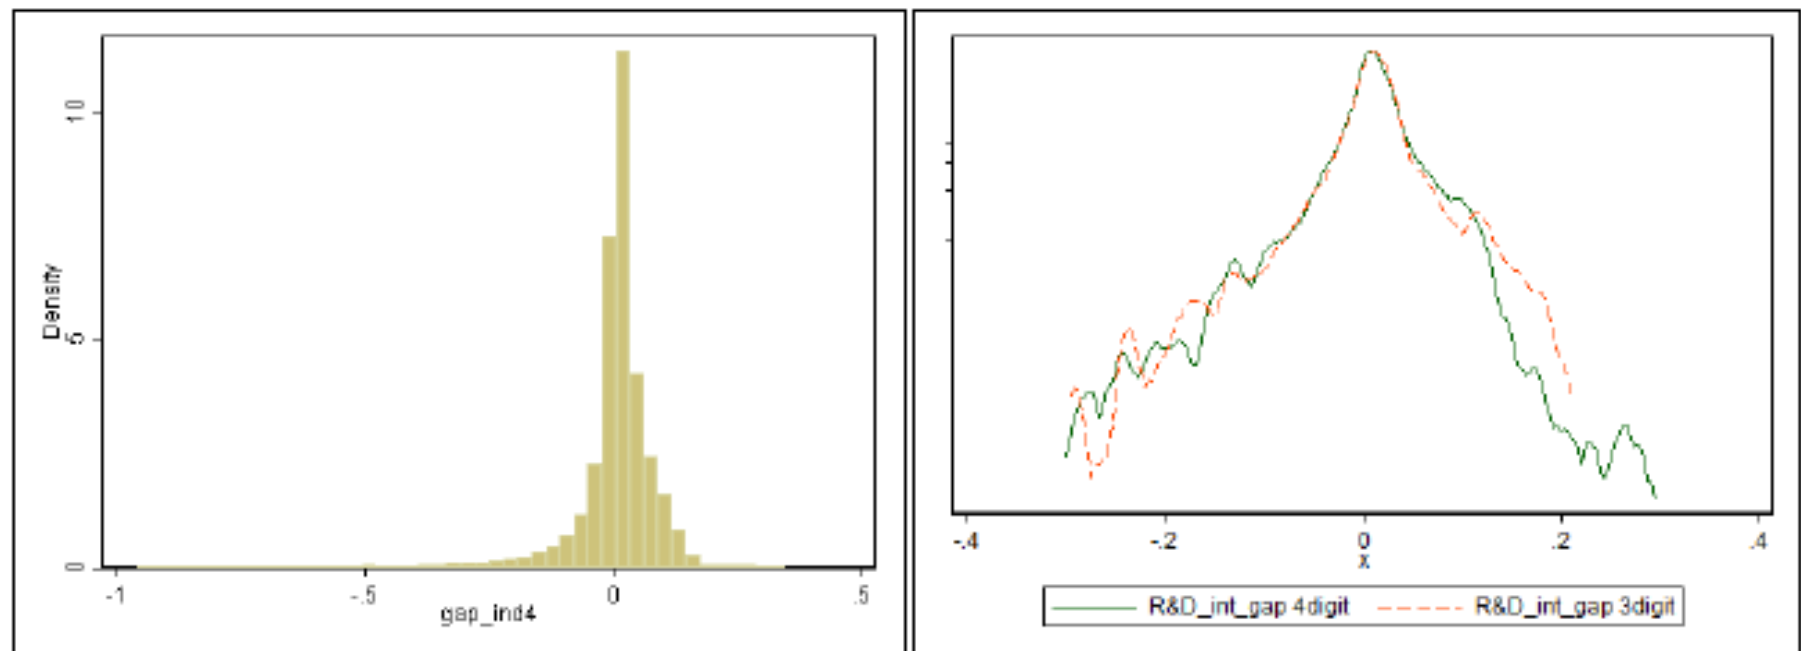 Density
10
5
0
-1
-.5
0
.5
gap_ind4
-.4
-.2
0
.2
.4
x
R&D_int_gap 4digit
R&D_int_gap 3digit